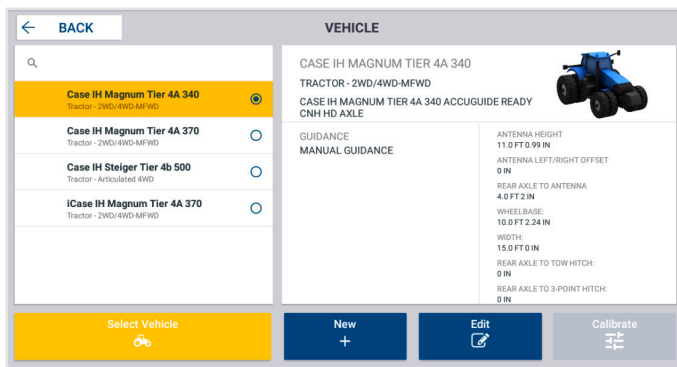 BACK
VEHICLE
Case IH Magnum Tier 4A 340
Tractor - 2WD/4WD-MFWD
Case IH Magnum Tier 4A 370
Tractor - 2WD/4WD-MFWD
Case IH Steiger Tier 4b 500
Tractor - Articulated 4WD
iCase IH Magnum Tier 4A 370
Tractor - 2WD/4WD-MFWD
CASE IH MAGNUM TIER 4A 340
TRACTOR - 2WD/4WD-MFWD
CASE IH MAGNUM TIER 4A 340 ACCUGUIDE READY
CNH HD AXLE
GUIDANCE
MANUAL GUIDANCE
ANTENNA HEIGHT
11.0 FT 0.99 IN
ANTENNA LEFT/RIGHT OFFSET
0 IN
REAR AXLE TO ANTENNA
4.0 FT 2 IN
WHEELBASE:
10.0 FT 2.24 IN
WIDTH:
15.0 FT 0 IN
REAR AXLE TO TOW HITCH:
0 IN
REAR AXLE TO 3-POINT HITCH:
0 IN
Select Vehicle
New
Edit
Calibrate